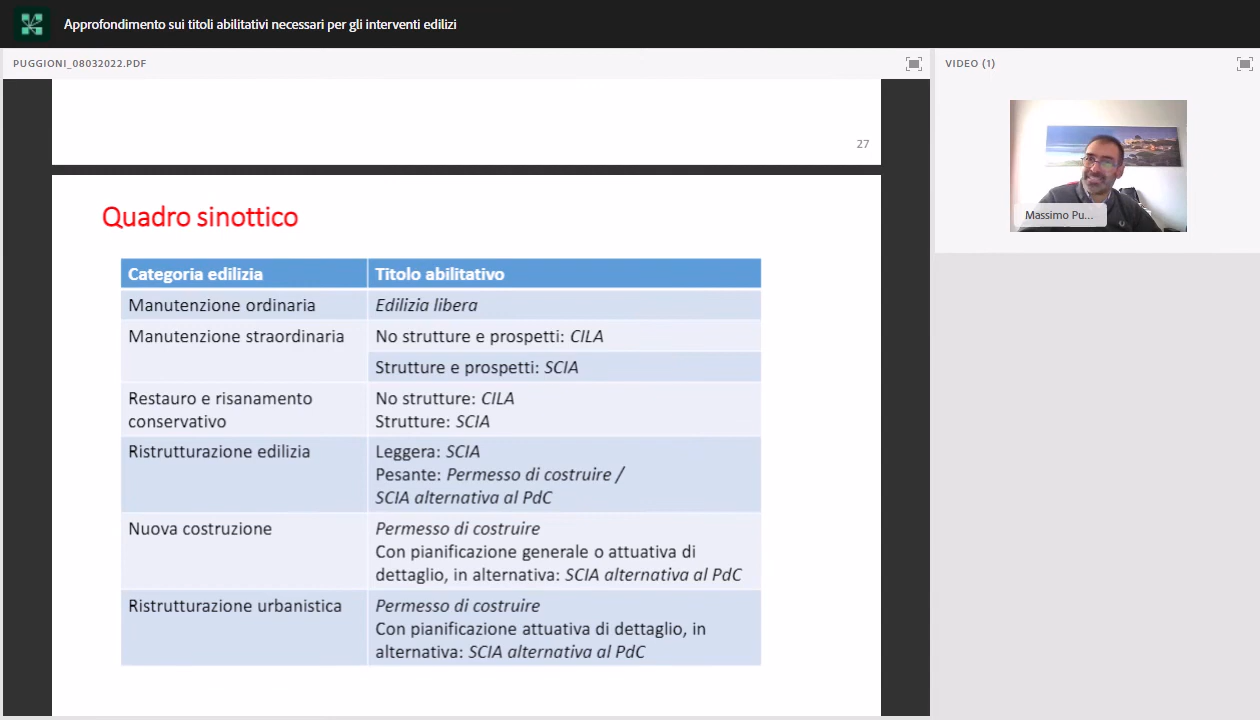 Approfondimento sui titoli abilitativi necessari per gli interventi edilizi
PUGGIONI_08032022.PDF
VIDEO (1)
27
Massimo Pu...
Quadro sinottico
Categoria edilizia
Titolo abilitativo
Manutenzione ordinaria
Edilizia libera
Manutenzione straordinaria
No strutture e prospetti: CILA
Strutture e prospetti: SCIA
Restauro e risanamento
conservativo
No strutture: CILA
Strutture: SCIA
Ristrutturazione edilizia
Leggera: SCIA
Pesante: Permesso di costruire /
SCIA alternativa al PdC
Nuova costruzione
Permesso di costruire
Con pianificazione generale o attuativa di
dettaglio, in alternativa: SCIA alternativa al PdC
Ristrutturazione urbanistica
Permesso di costruire
Con pianificazione attuativa di dettaglio, in
alternativa: SCIA alternativa al PdC